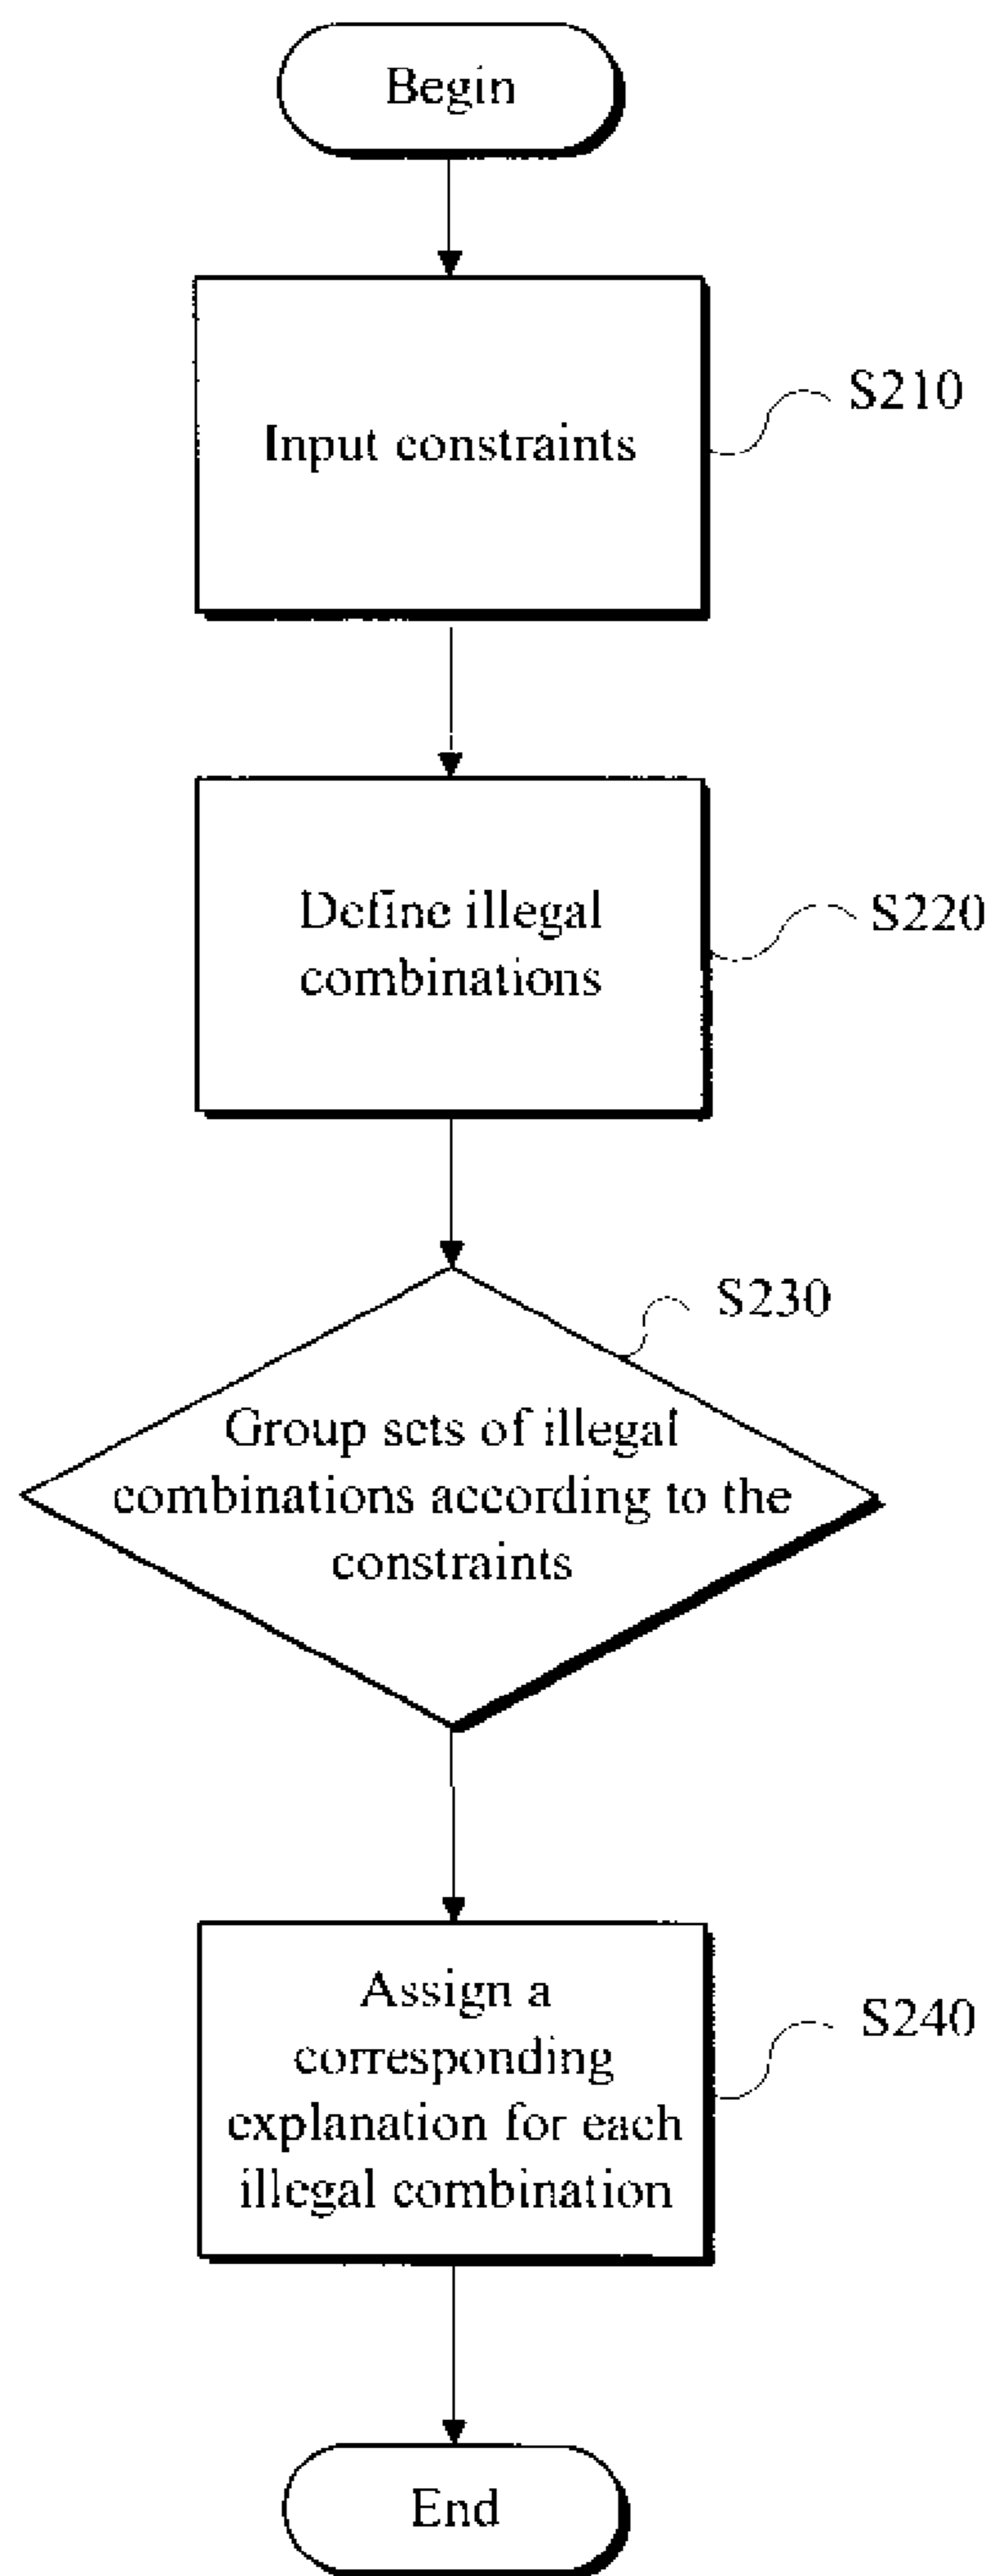 Begin
Input constraints
S210
Define illegal
combinations
S220
S230
Group sets of illegal
combinations according to the
constraints
Assign a
corresponding
explanation for each
illegal combination
S240
End